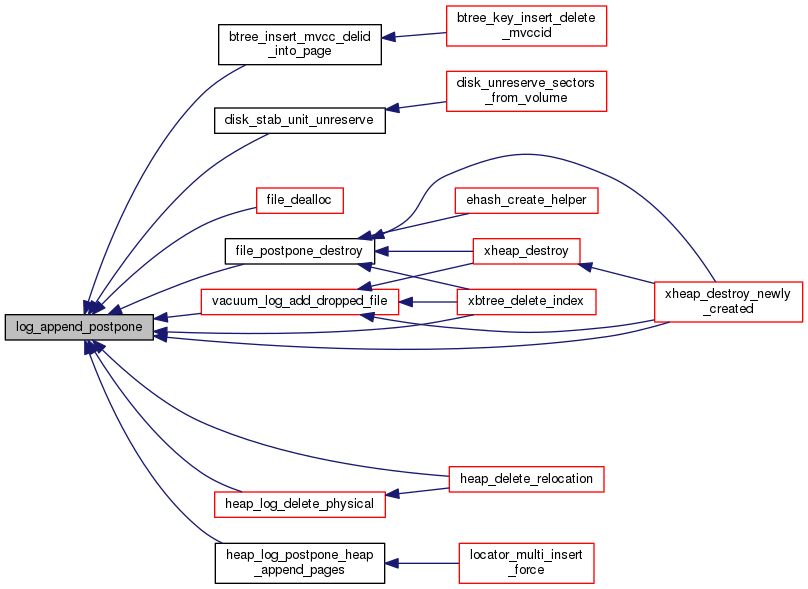 btree_key_insert_delete
_mvccid
btree_insert_mvcc_delid
_into_page
disk_unreserve_sectors
_from_volume
disk_stab_unit_unreserve
file_dealloc
ehash_create_helper
file_postpone_destroy
xheap_destroy
xheap_destroy_newly
_created
vacuum_log_add_dropped_file
xbtree_delete_index
log_append_postpone
heap_delete_relocation
heap_log_delete_physical
heap_log_postpone_heap
_append_pages
locator_multi_insert
_force